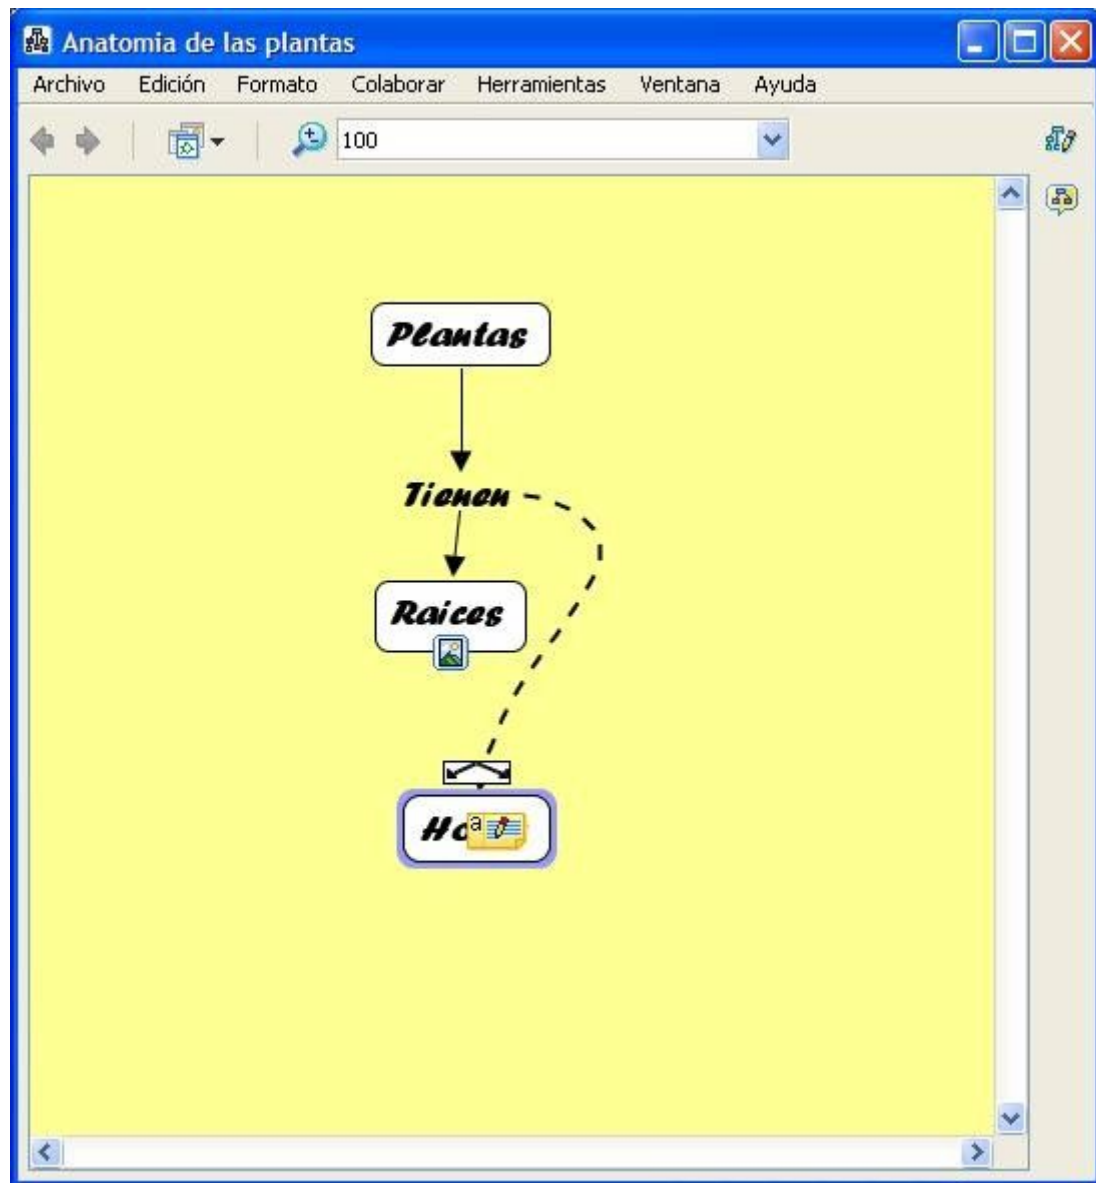 Anatomia de las plantas
Archivo Edición Formato Colaborar Herramientas Ventana Ayuda
100
Plantas
Tienen
Raices
a